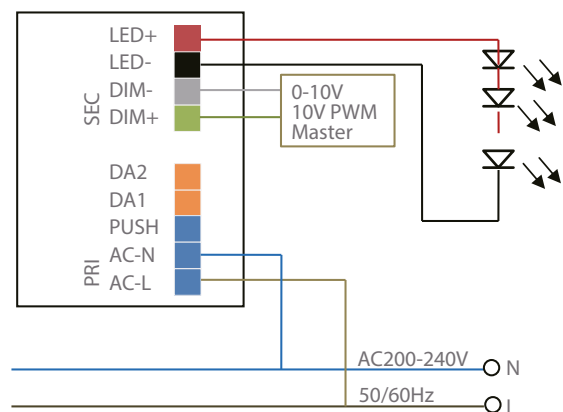 LED+
LED-
DIM-
DIM+
SEC
0-10V
10V PWM
Master
DA2
DA1
PUSH
AC-N
AC-L
PRI
AC200-240V
N
50/60Hz
L